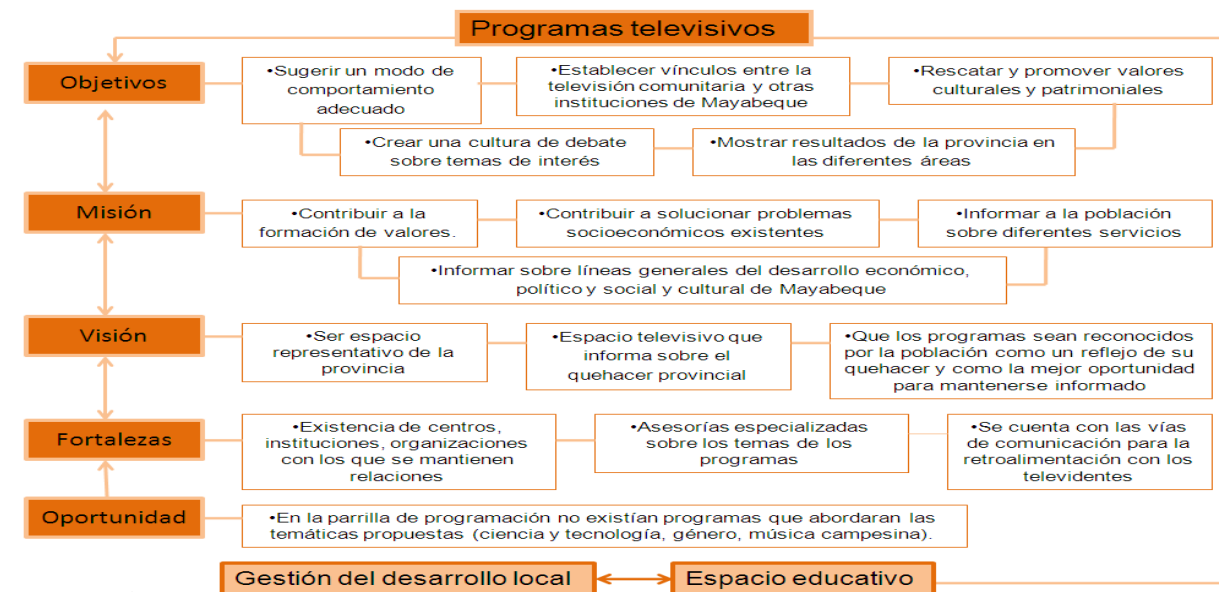 Programas televisivos
Objetivos
•Sugerir un modo de
comportamiento
adecuado
•Establecer vínculos entre la
televisión comunitaria y otras
instituciones de Mayabeque
•Rescatar y promover valores
culturales y patrimoniales
•Crear una cultura de debate
sobre temas de interés
•Mostrar resultados de la provincia en
las diferentes áreas
Misión
•Contribuir a la
formación de valores.
•Contribuir a solucionar problemas
socioeconómicos existentes
•Informar a la población
sobre diferentes servicios
•Informar sobre líneas generales del desarrollo económico,
político y social y cultural de Mayabeque
Visión
•Ser espacio
representativo de la
provincia
•Espacio televisivo que
informa sobre el
quehacer provincial
•Que los programas sean reconocidos
por la población como un reflejo de su
quehacer y como la mejor oportunidad
para mantenerse informado
Fortalezas
•Existencia de centros,
instituciones, organizaciones
con los que se mantienen
relaciones
•Asesorías especializadas
sobre los temas de los
programas
•Se cuenta con las vías
de comunicación para la
retroalimentación con los
televidentes
Oportunidad
•En la parrilla de programación no existían programas que abordaran las
temáticas propuestas (ciencia y tecnología, género, música campesina).
Gestión del desarrollo local
Espacio educativo